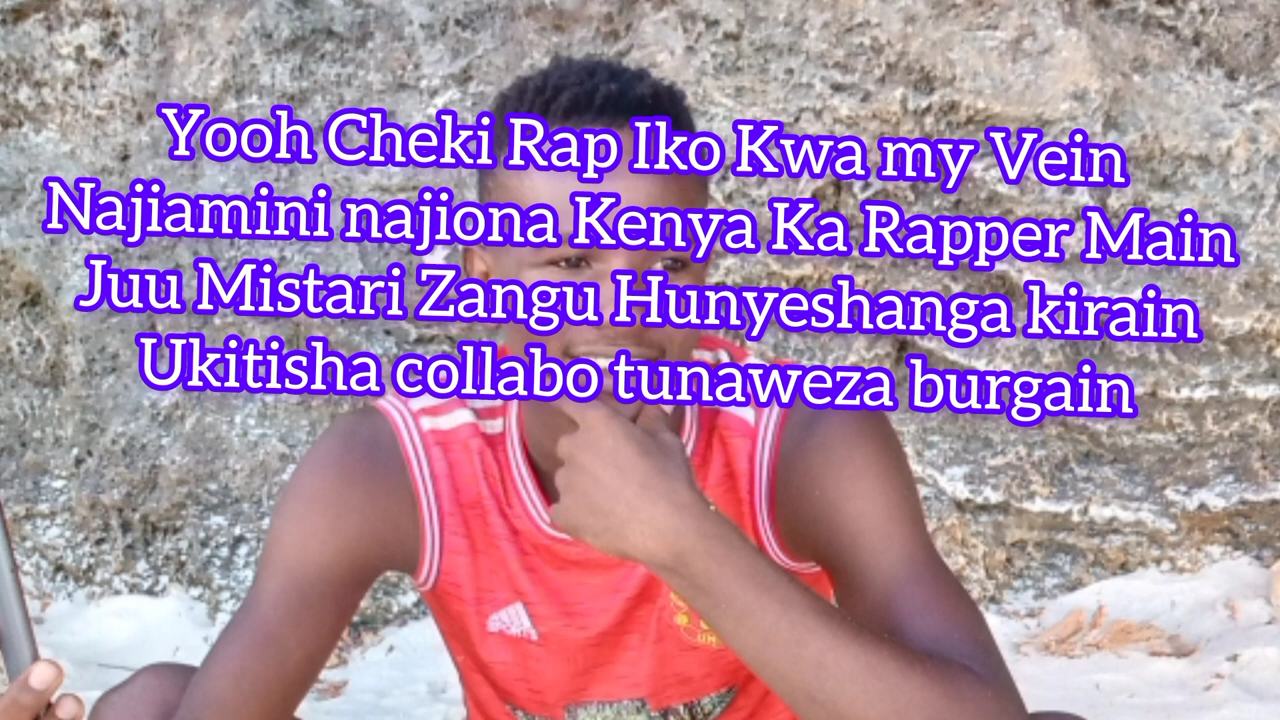 Yooh Cheki Rap Iko Kwa my Vein
Najiamini najiona Kenya Ka Rapper Main
Juu Mistari Zangu Hunyeshanga kirain
Ukitisha collabo tunaweza burgain